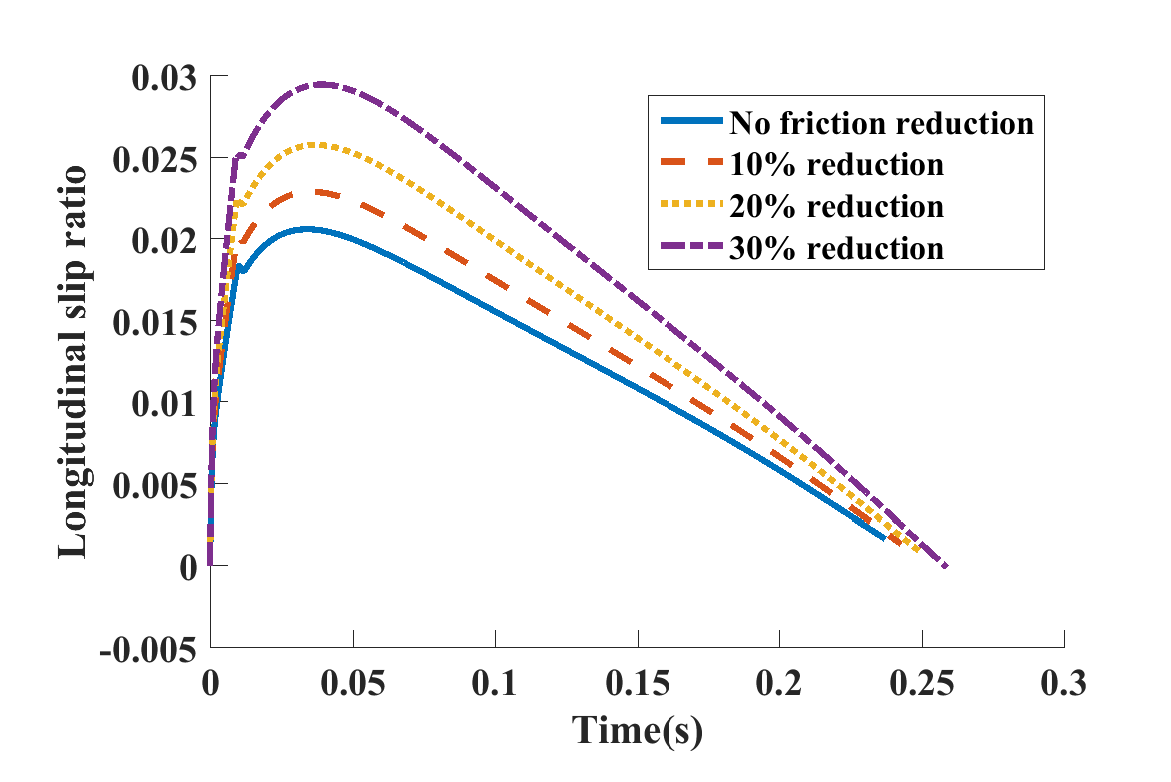 0.03
0.025
0.02
0.015
0.01
0.005
0
-0.005
Longitudinal slip ratio
No friction reduction
10% reduction
20% reduction
30% reduction
0 0.05 0.1 0.15 0.2 0.25 0.3
Time(s)